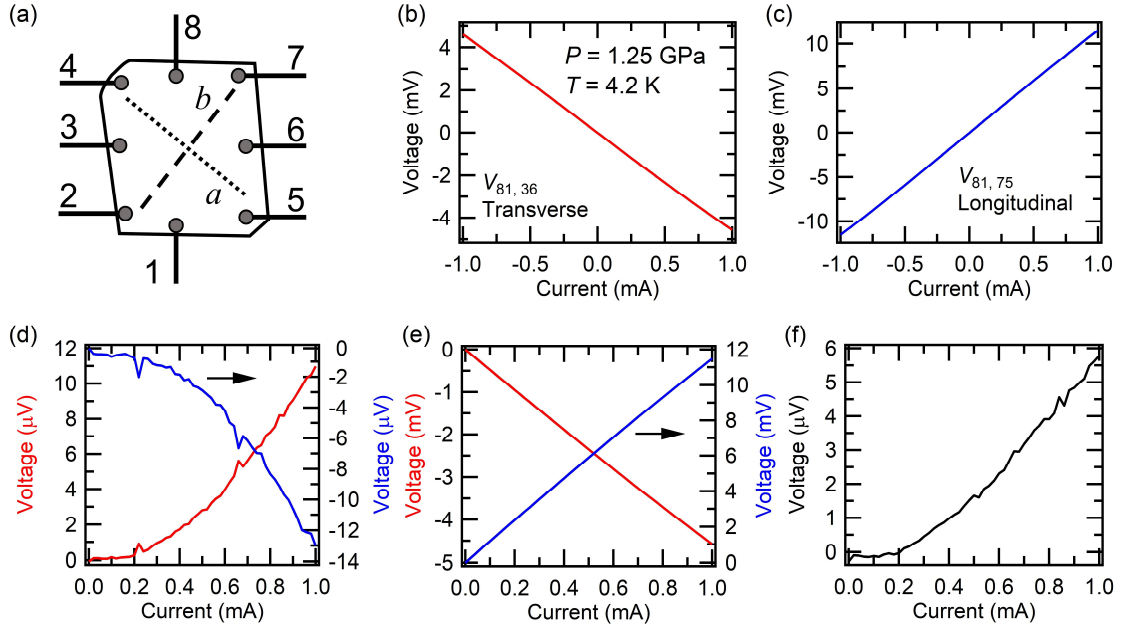 (a)
8
4
7
b
3
6
2
a
5
1
(b)
4
2
0
-2
-4
Voltage (mV)
P = 1.25 GPa
T = 4.2 K
V81, 36
Transverse
-1.0 -0.5 0.0 0.5 1.0
Current (mA)
(c)
10
5
0
-5
-10
Voltage (mV)
V81, 75
Longitudinal
-1.0 -0.5 0.0 0.5 1.0
Current (mA)
(d)
12
10
8
6
4
2
0
Voltage (μV)
0
-2
-4
-6
-8
-10
-12
-14
Voltage (μV)
0.0 0.2 0.4 0.6 0.8 1.0
Current (mA)
(e)
0
-1
-2
-3
-4
-5
Voltage (mV)
12
10
8
6
4
2
0
Voltage (mV)
0.0 0.2 0.4 0.6 0.8 1.0
Current (mA)
(f)
6
5
4
3
2
1
0
Voltage (μV)
0.0 0.2 0.4 0.6 0.8 1.0
Current (mA)